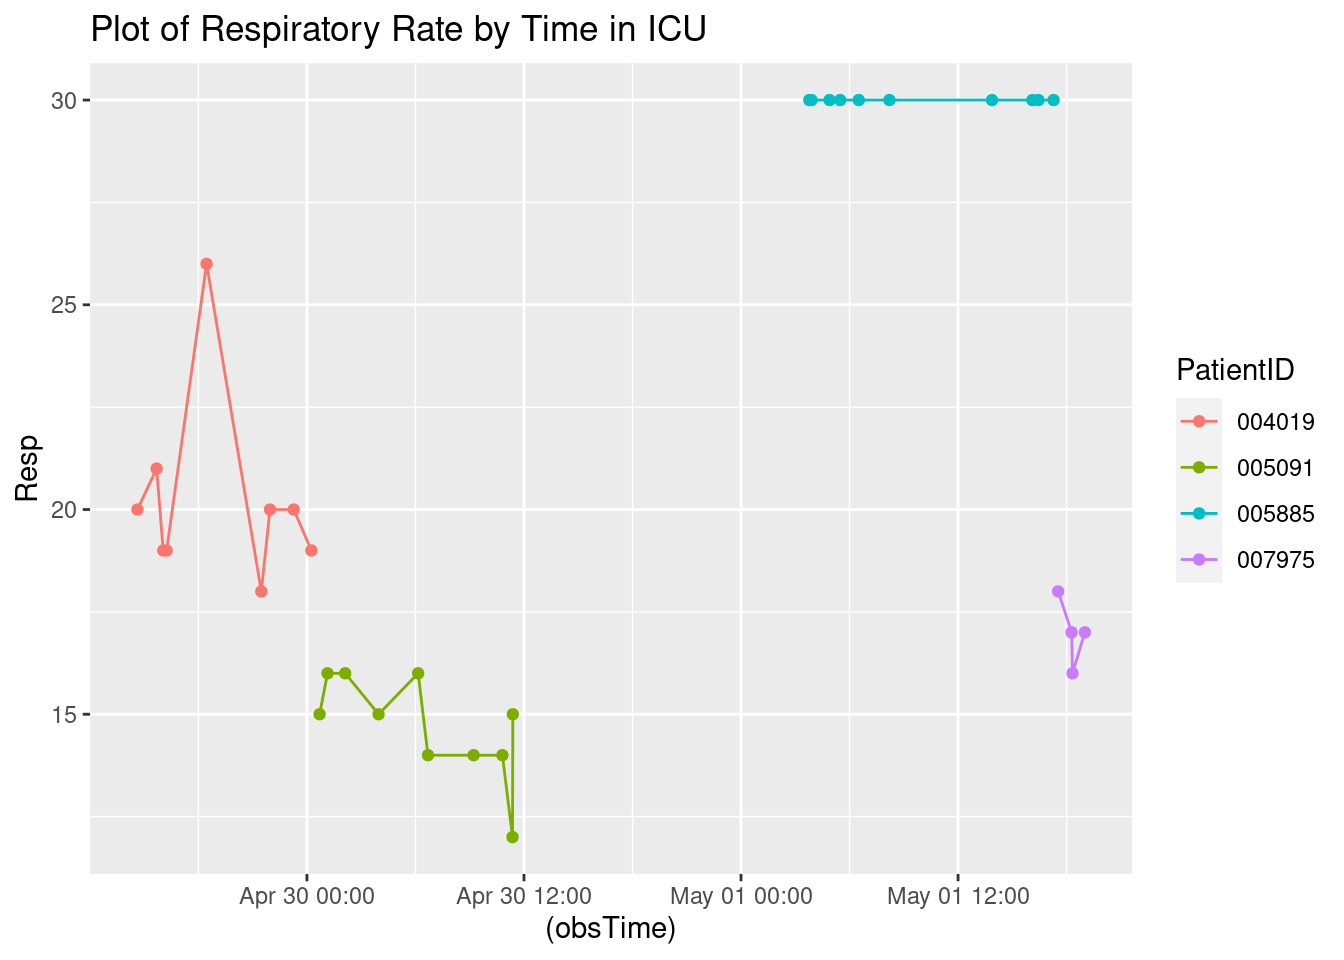 Plot of Respiratory Rate by Time in ICU
Resp
30
25
20
15
Apr 30 00:00
Apr 30 12:00
May 01 00:00
May 01 12:00
(obsTime)
PatientID
004019
005091
005885
007975